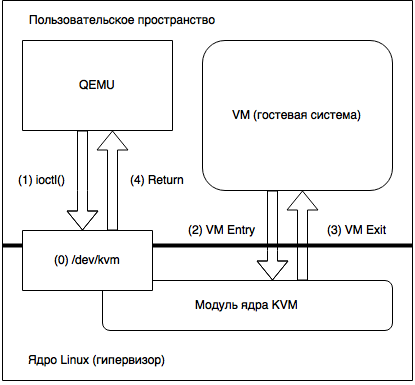 Пользовательское пространство
QEMU
VM (гостевая система)
(1) ioctl()
(4) Return
(2) VM Entry
(3) VM Exit
(0) /dev/kvm
Модуль ядра KVM
Ядро Linux (гипервизор)